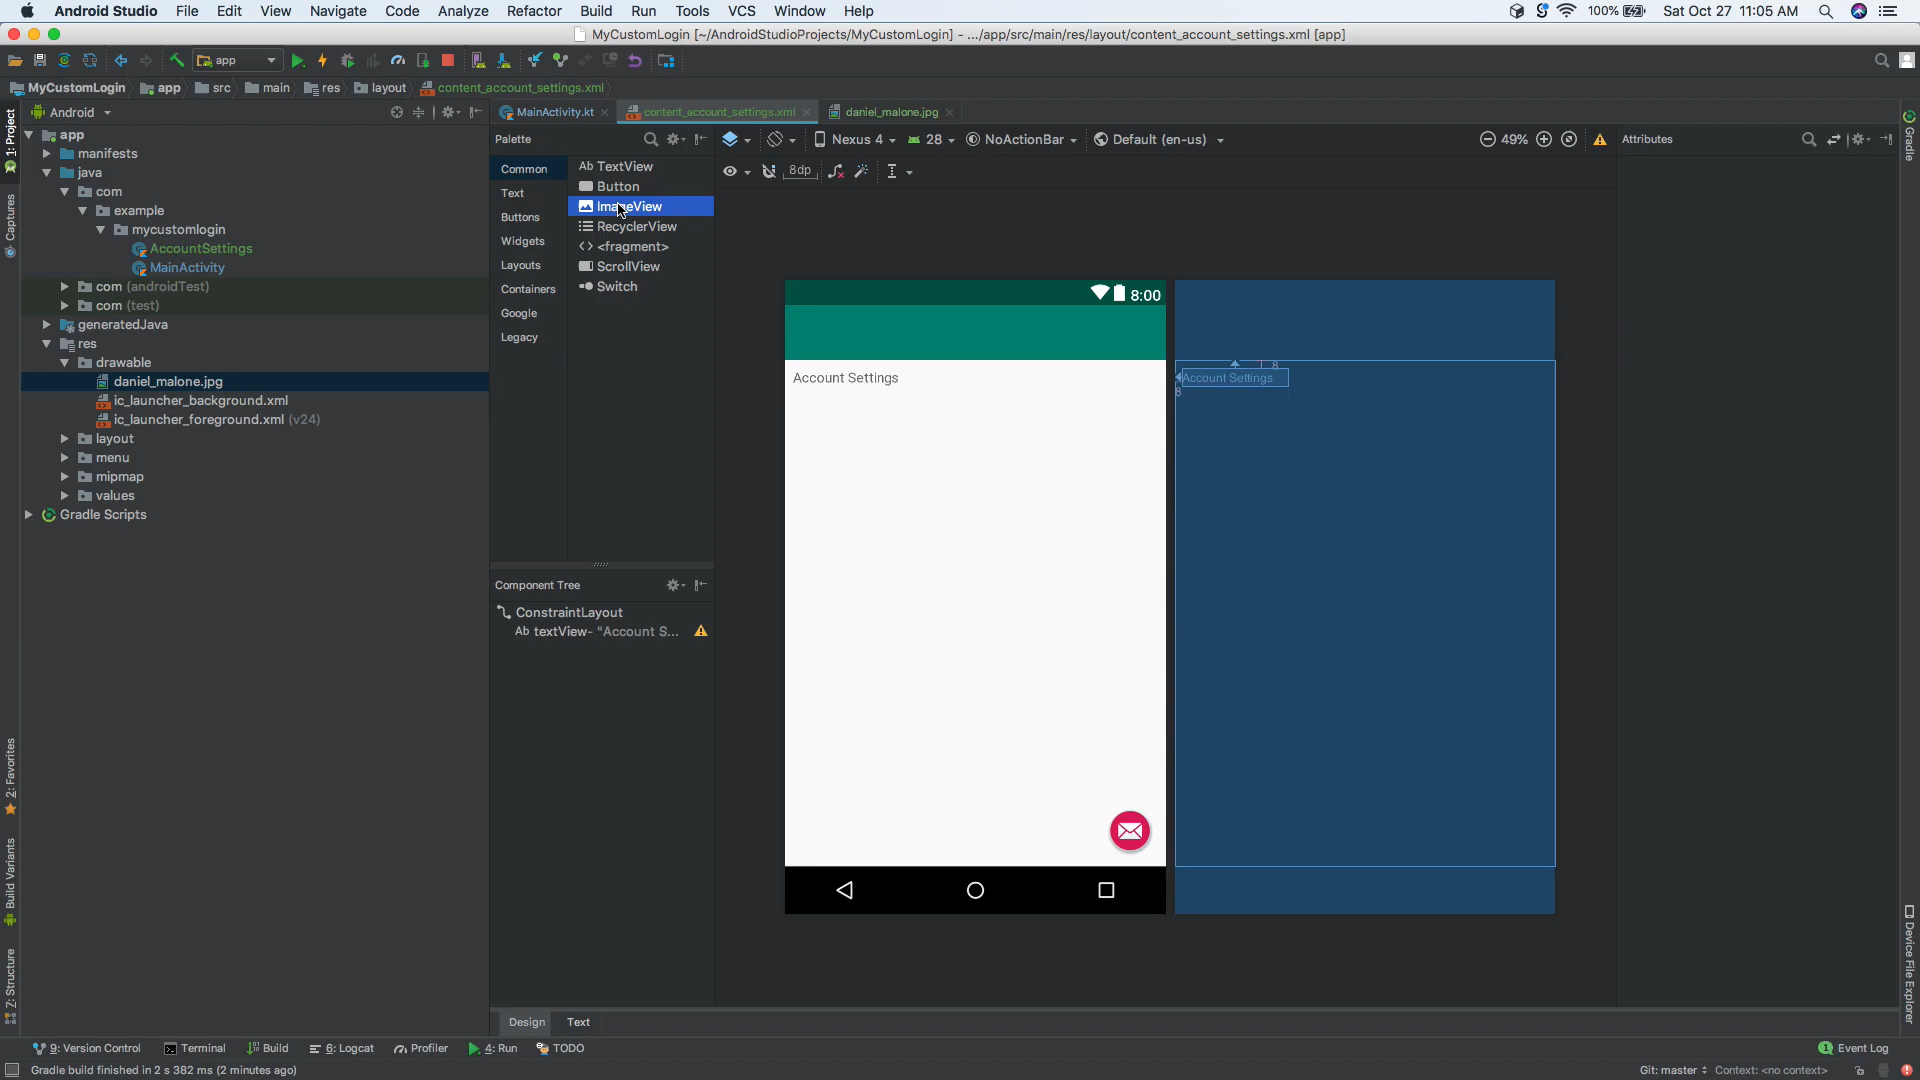 Android Studio File Edit View Navigate Code Analyze Refactor Build Run Tools VCS Window Help 100% Sat Oct 27 11:05 AM
MyCustomLogin [~/AndroidStudioProjects/MyCustomLogin] - .../app/src/main/res/layout/content_account_settings.xml [app]
app
MyCustomLogin app src main res layout content_account_settings.xml
Android
MainActivity.kt content_account_settings.xml daniel_malone.jpg
1: Project
Captures
2: Favorites
Build Variants
Z: Structure
app
manifests
java
com
example
mycustomlogin
AccountSettings
MainActivity
com (androidTest)
com (test)
generatedJava
res
drawable
daniel_malone.jpg
ic_launcher_background.xml
ic_launcher_foreground.xml (v24)
layout
menu
mipmap
values
Gradle Scripts
Palette
Common
Text
Buttons
Widgets
Layouts
Containers
Google
Legacy
Ab TextView
Button
ImageView
RecyclerView
<> <fragment>
ScrollView
Switch
Component Tree
ConstraintLayout
Ab textView- "Account S...
Nexus 4 28 NoActionBar Default (en-us) 49%
8dp
8:00
Account Settings
8
Account Settings
8
Attributes
Gradle
Device File Explorer
Design Text
9: Version Control Terminal Build 6: Logcat Profiler 4: Run TODO 1 Event Log
Gradle build finished in 2 s 382 ms (2 minutes ago) Git: master Context: <no context>